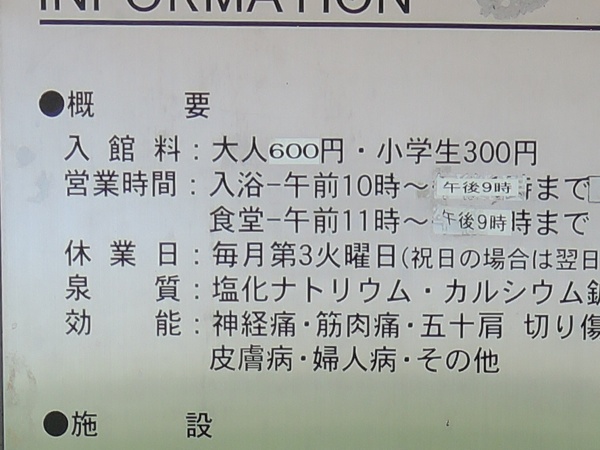 INFORMATION
●概 要
入館料：大人600円・小学生300円
営業時間：入浴−午前10時～午後9時時まで
食堂−午前11時～午後9時時まで
休業日：毎月第3火曜日(祝日の場合は翌日
泉質：塩化ナトリウム・カルシウム鉱
効能：神経痛・筋肉痛・五十肩 切り傷
皮膚病・婦人病・その他
●施 設